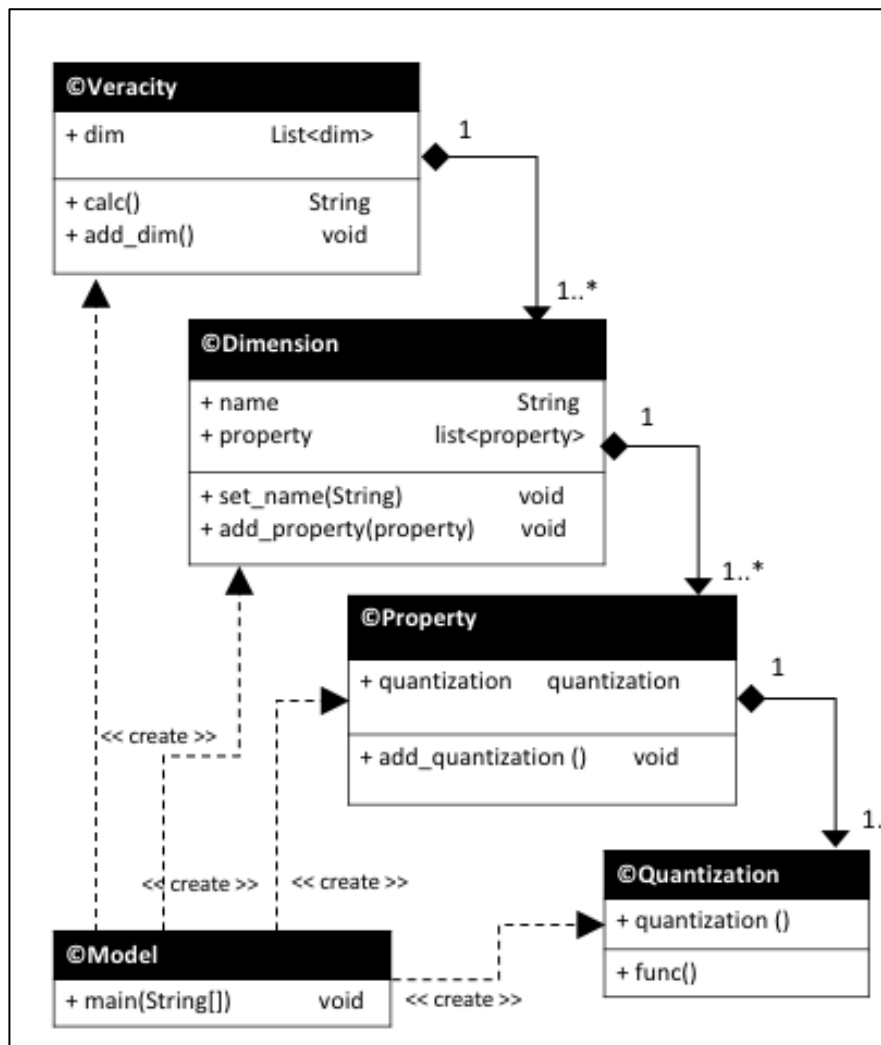 ©Veracity
+ dim List<dim>
1
+ calc() String
+ add_dim() void
1..*
©Dimension
+ name String
+ property list<property>
1
+ set_name(String) void
+ add_property(property) void
1..*
©Property
+ quantization quantization
1
<< create >>
+ add_quantization () void
1..
<< create >>
<< create >>
©Quantization
+ quantization ()
+ func()
©Model
+ main(String[]) void
<< create >>